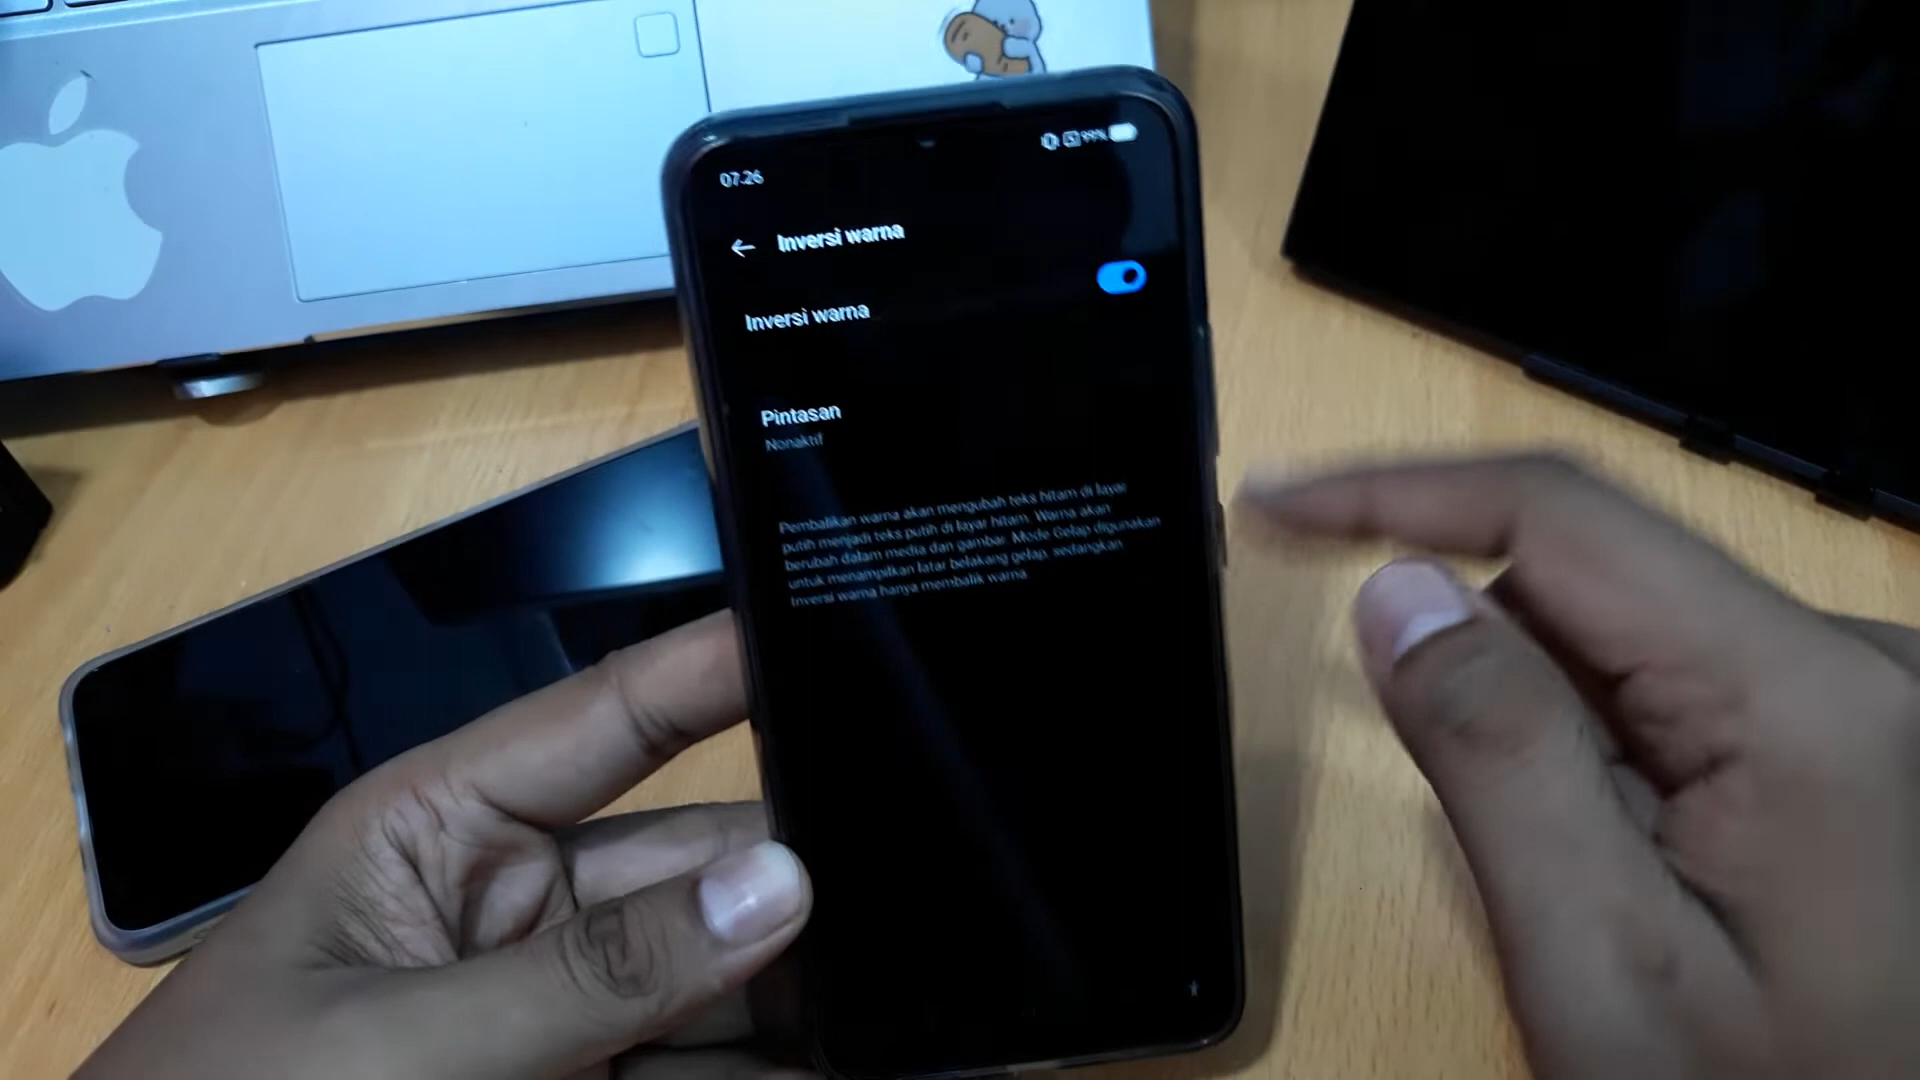 07.26
99%
Inversi warna
Inversi warna
Pintasan
Nonaktif
Pembalikan warna akan mengubah teks hitam di layar
putih menjadi teks putih di layar hitam. Warna akan
berubah dalam media dan gambar. Mode Gelap digunakan
untuk menampilkan latar belakang gelap, sedangkan
Inversi warna hanya membalik warna.